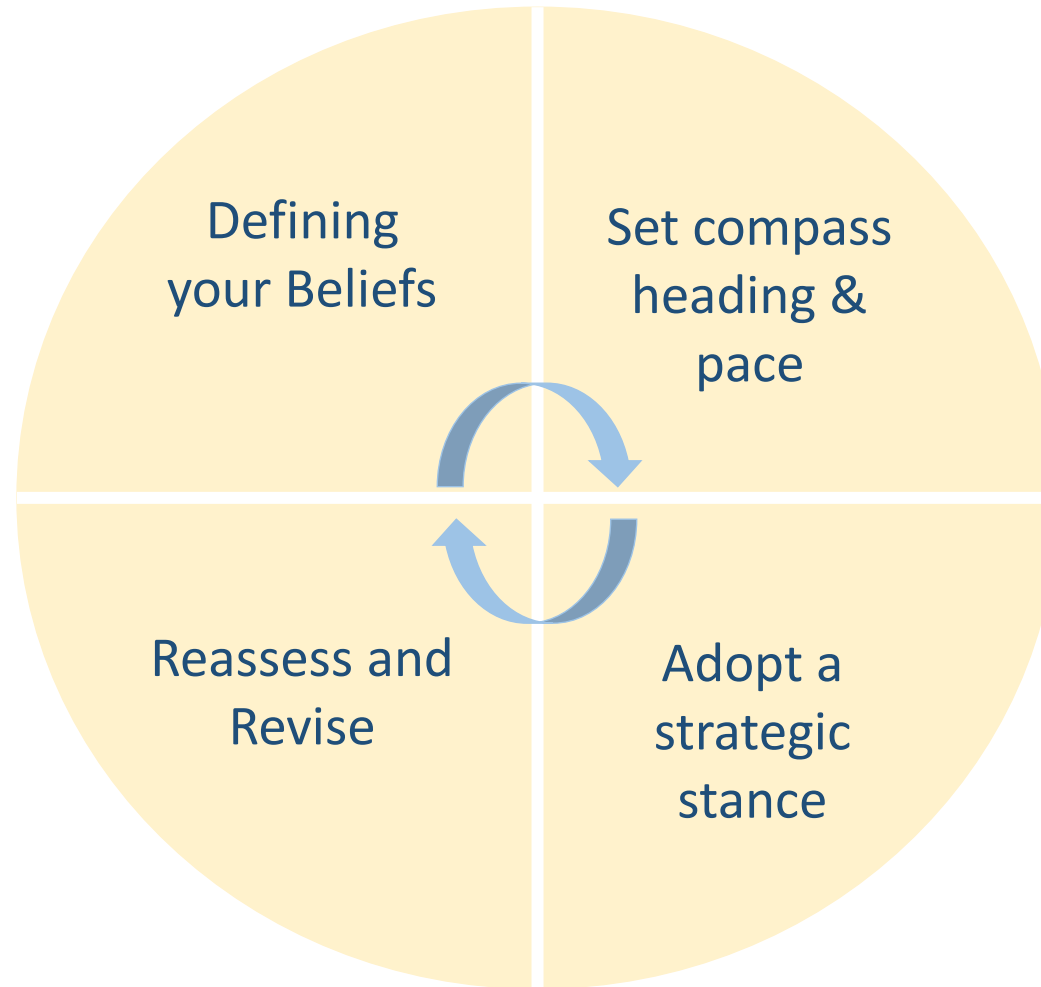 Defining
your Beliefs
Set compass
heading &
pace
Reassess and
Revise
Adopt a
strategic
stance